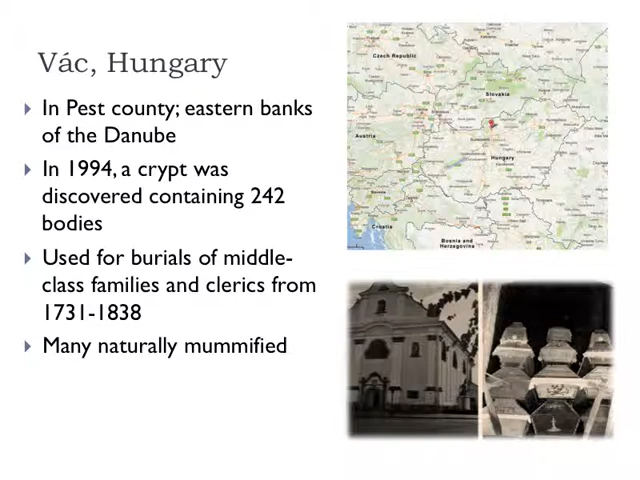 Vác, Hungary
In Pest county; eastern banks
of the Danube
In 1994, a crypt was
discovered containing 242
bodies
Used for burials of middle-
class families and clerics from
1731-1838
Many naturally mummified
Czech Republic
Slovakia
Austria
Hungary
Croatia
Bosnia and
Herzegovina